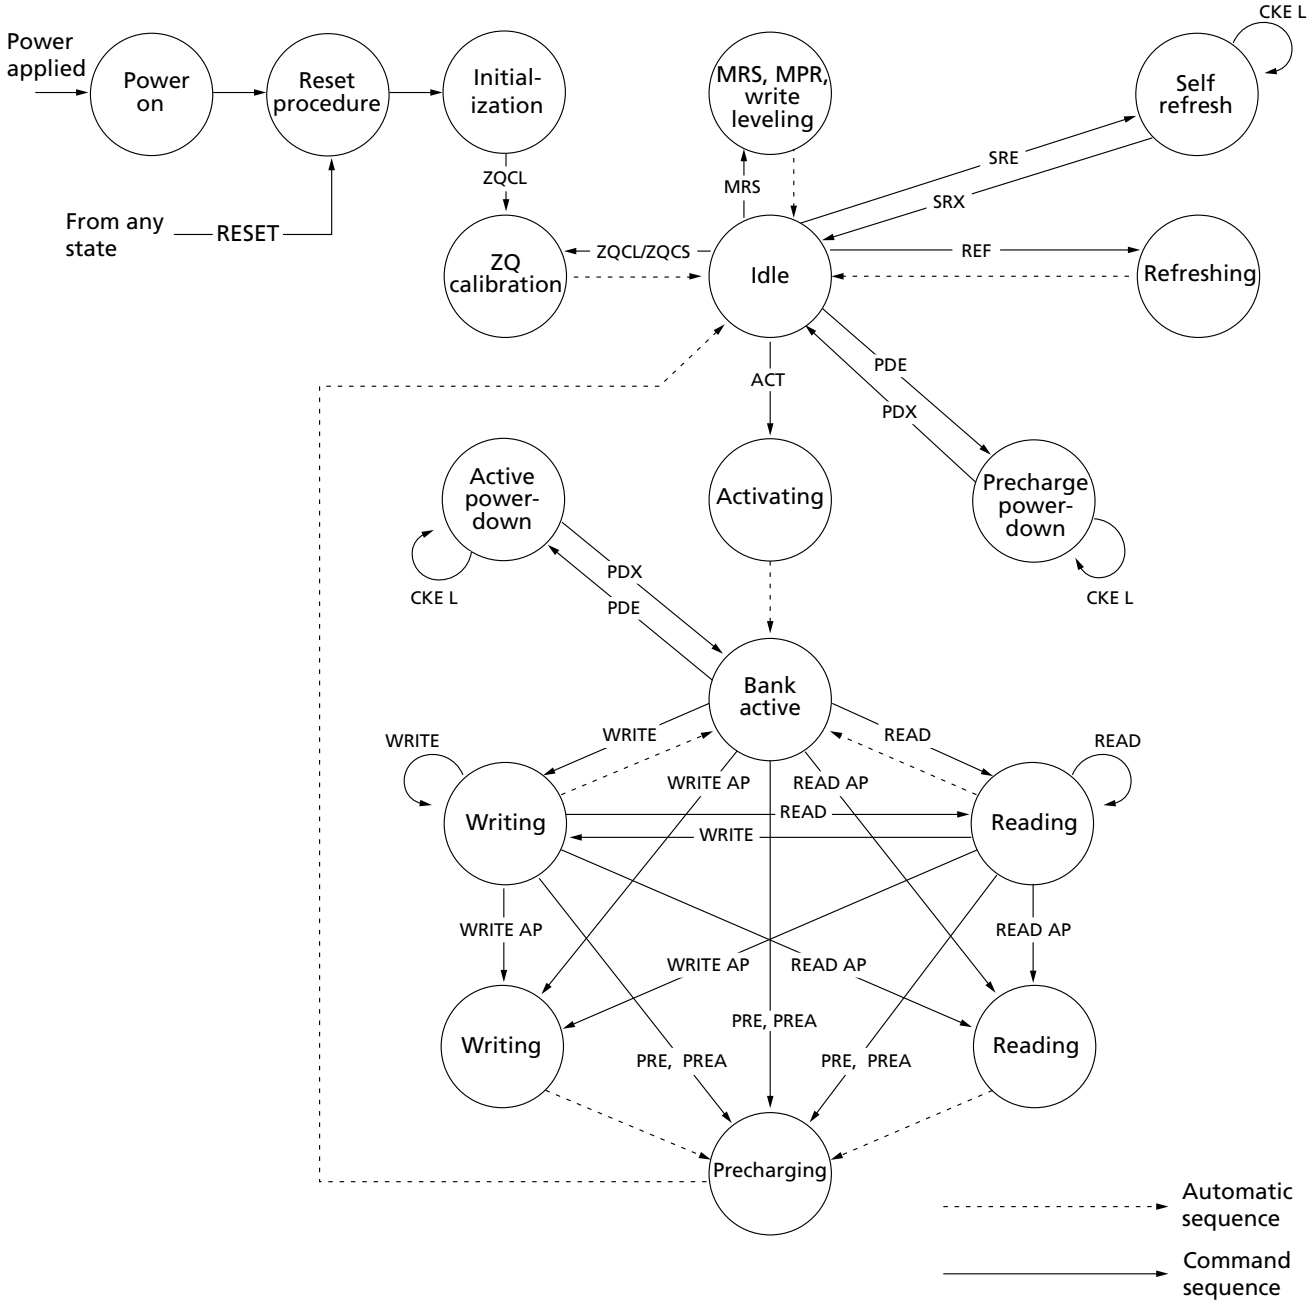 CKE L
Power
applied
Power
on
Reset
procedure
Initial-
ization
MRS, MPR,
write
leveling
Self
refresh
ZQCL
MRS
SRE
SRX
From any
state
RESET
ZQ
calibration
ZQCL/ZQCS
Idle
REF
Refreshing
PDE
ACT
PDX
Active
power-
down
Activating
Precharge
power-
down
PDX
CKE L
PDE
CKE L
Bank
active
WRITE
WRITE
READ
READ
WRITE AP
READ AP
Writing
READ
Reading
WRITE
WRITE AP
READ AP
WRITE AP
READ AP
PRE, PREA
Writing
Reading
PRE, PREA
PRE, PREA
Precharging
Automatic
sequence
Command
sequence